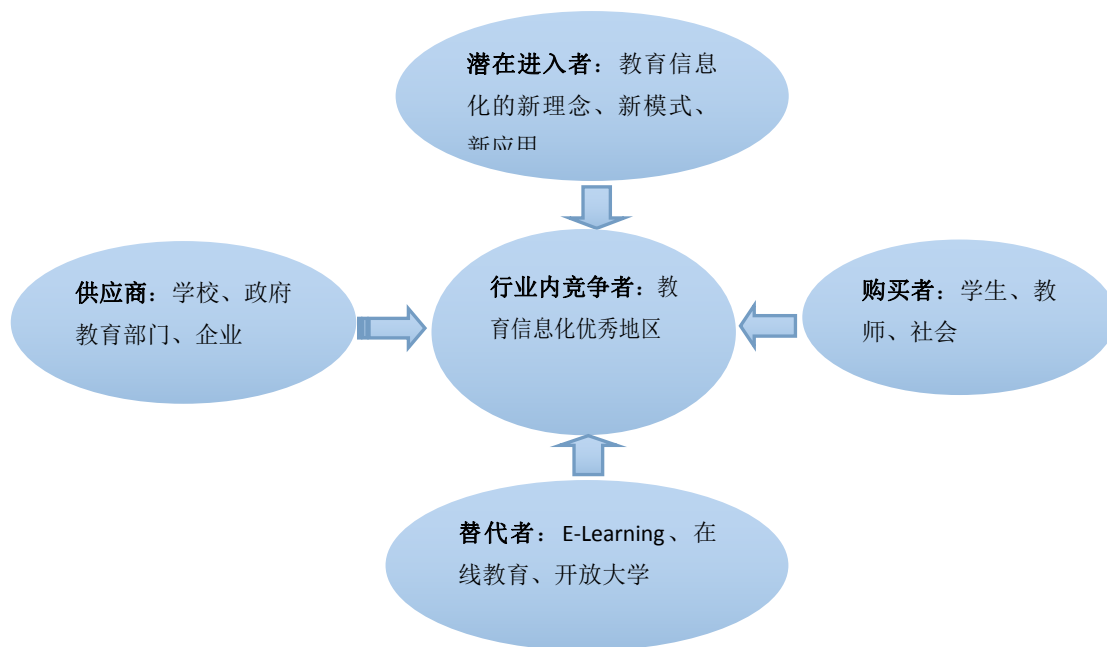 潜在进入者：教育信息
化的新理念、新模式、
新应用
供应商：学校、政府
教育部门、企业
行业内竞争者：教
育信息化优秀地区
购买者：学生、教
师、社会
替代者：E-Learning、在
线教育、开放大学